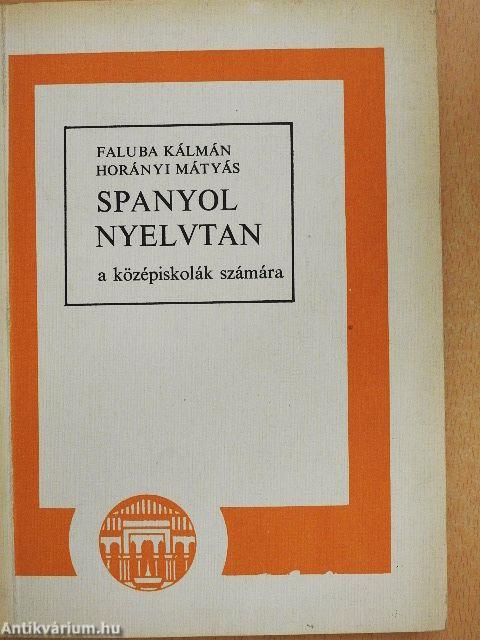 FALUBA KÁLMÁN
HORÁNYI MÁTYÁS
SPANYOL
NYELVTAN
a középiskolák számára
Antikvárium.hu